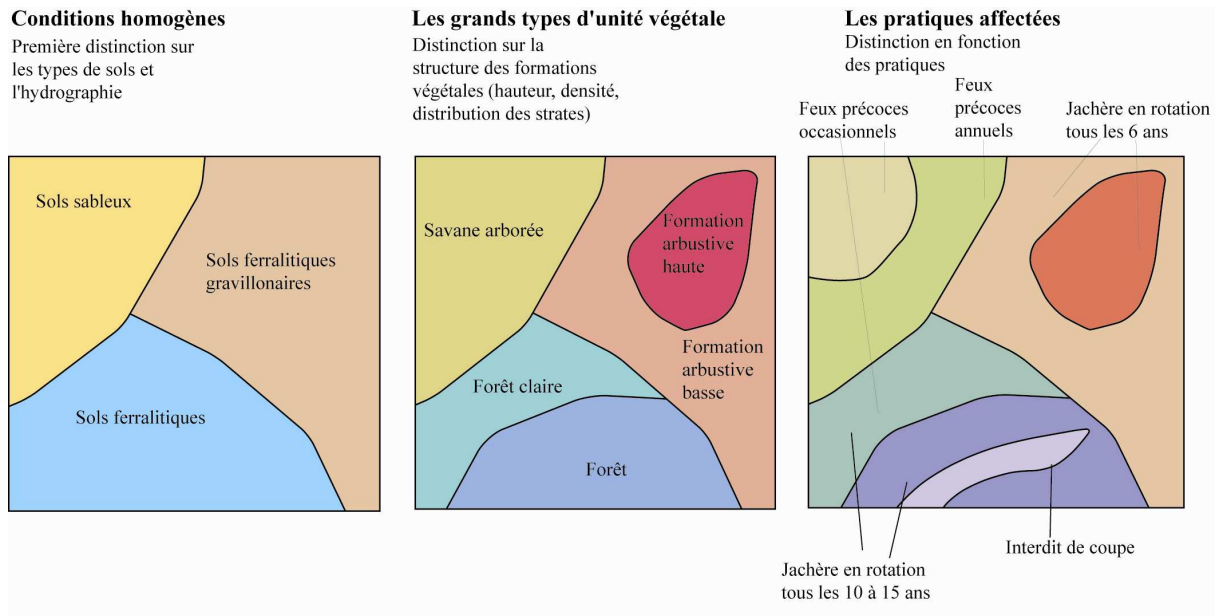 Conditions homogènes
Première distinction sur
les types de sols et
l'hydrographie
Sols sableux
Sols ferralitiques
gravillonaires
Sols ferralitiques
Les grands types d'unité végétale
Distinction sur la
structure des formations
végétales (hauteur, densité,
distribution des strates)
Savane arborée
Formation
arbustive
haute
Formation
arbustive
basse
Forêt claire
Forêt
Les pratiques affectées
Distinction en fonction
des pratiques
Feux précoces
occasionnels
Feux
précoces
annuels
Jachère en rotation
tous les 6 ans
Interdit de coupe
Jachère en rotation
tous les 10 à 15 ans